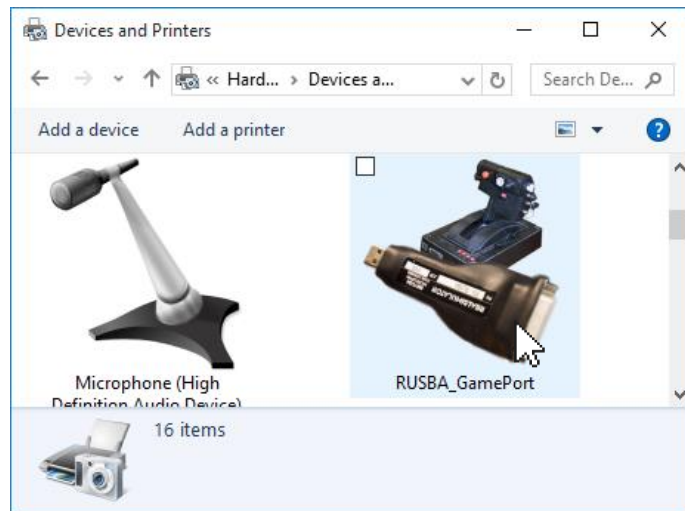 Devices and Printers
« Hard... › Devices a...
Search De...
Add a device
Add a printer
?
Microphone (High
Definition Audio Device)
RUSBA_GamePort
16 items